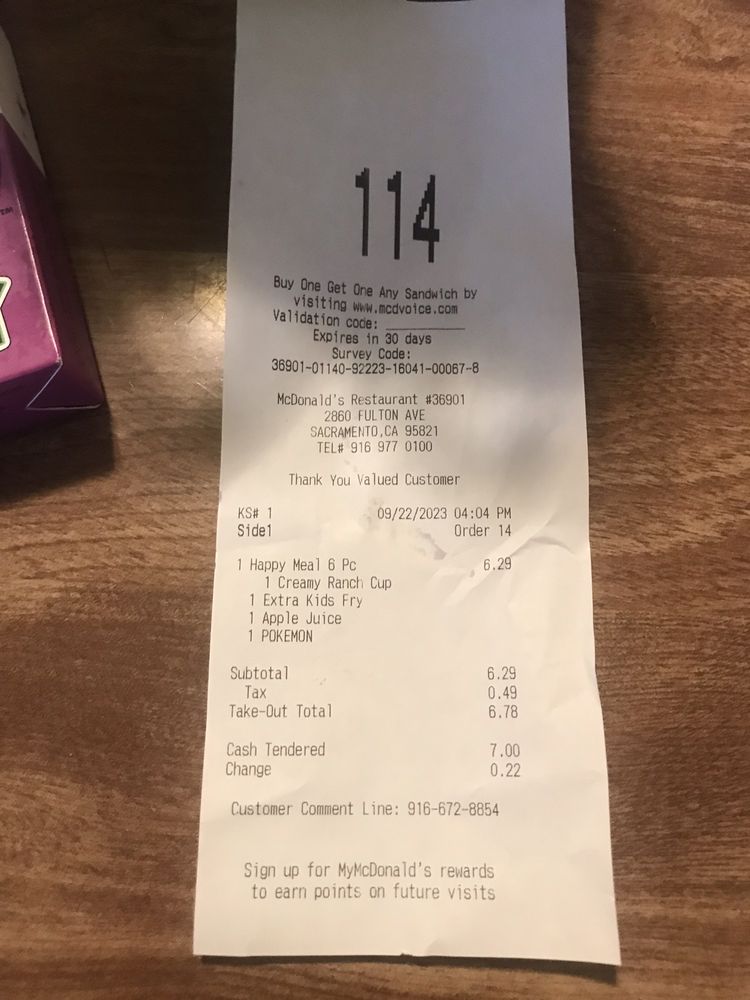 114
Buy One Get One Any Sandwich by
visiting www.mcdvoice.com
Validation code: __________
Expires in 30 days
Survey Code:
36901-01140-92223-16041-00067-8
McDonald's Restaurant #36901
2860 FULTON AVE
SACRAMENTO,CA 95821
TEL# 916 977 0100
Thank You Valued Customer
KS# 1 09/22/2023 04:04 PM
Side1 Order 14
1 Happy Meal 6 Pc 6.29
1 Creamy Ranch Cup
1 Extra Kids Fry
1 Apple Juice
1 POKEMON
Subtotal 6.29
Tax 0.49
Take-Out Total 6.78
Cash Tendered 7.00
Change 0.22
Customer Comment Line: 916-672-8854
Sign up for MyMcDonald's rewards
to earn points on future visits